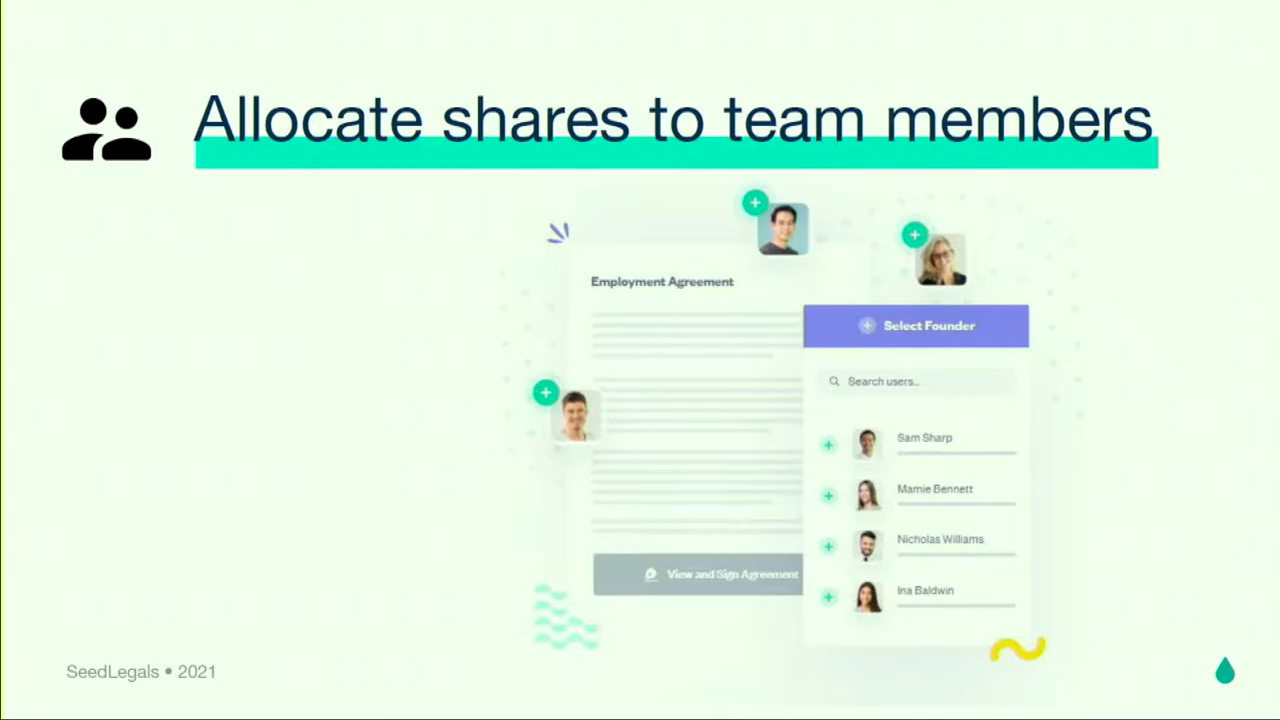 Allocate shares to team members
Employment Agreement
Select Founder
Search users...
Sam Sharp
Mamie Bennett
Nicholas Williams
Ina Baldwin
View and Sign Agreement
SeedLegals • 2021